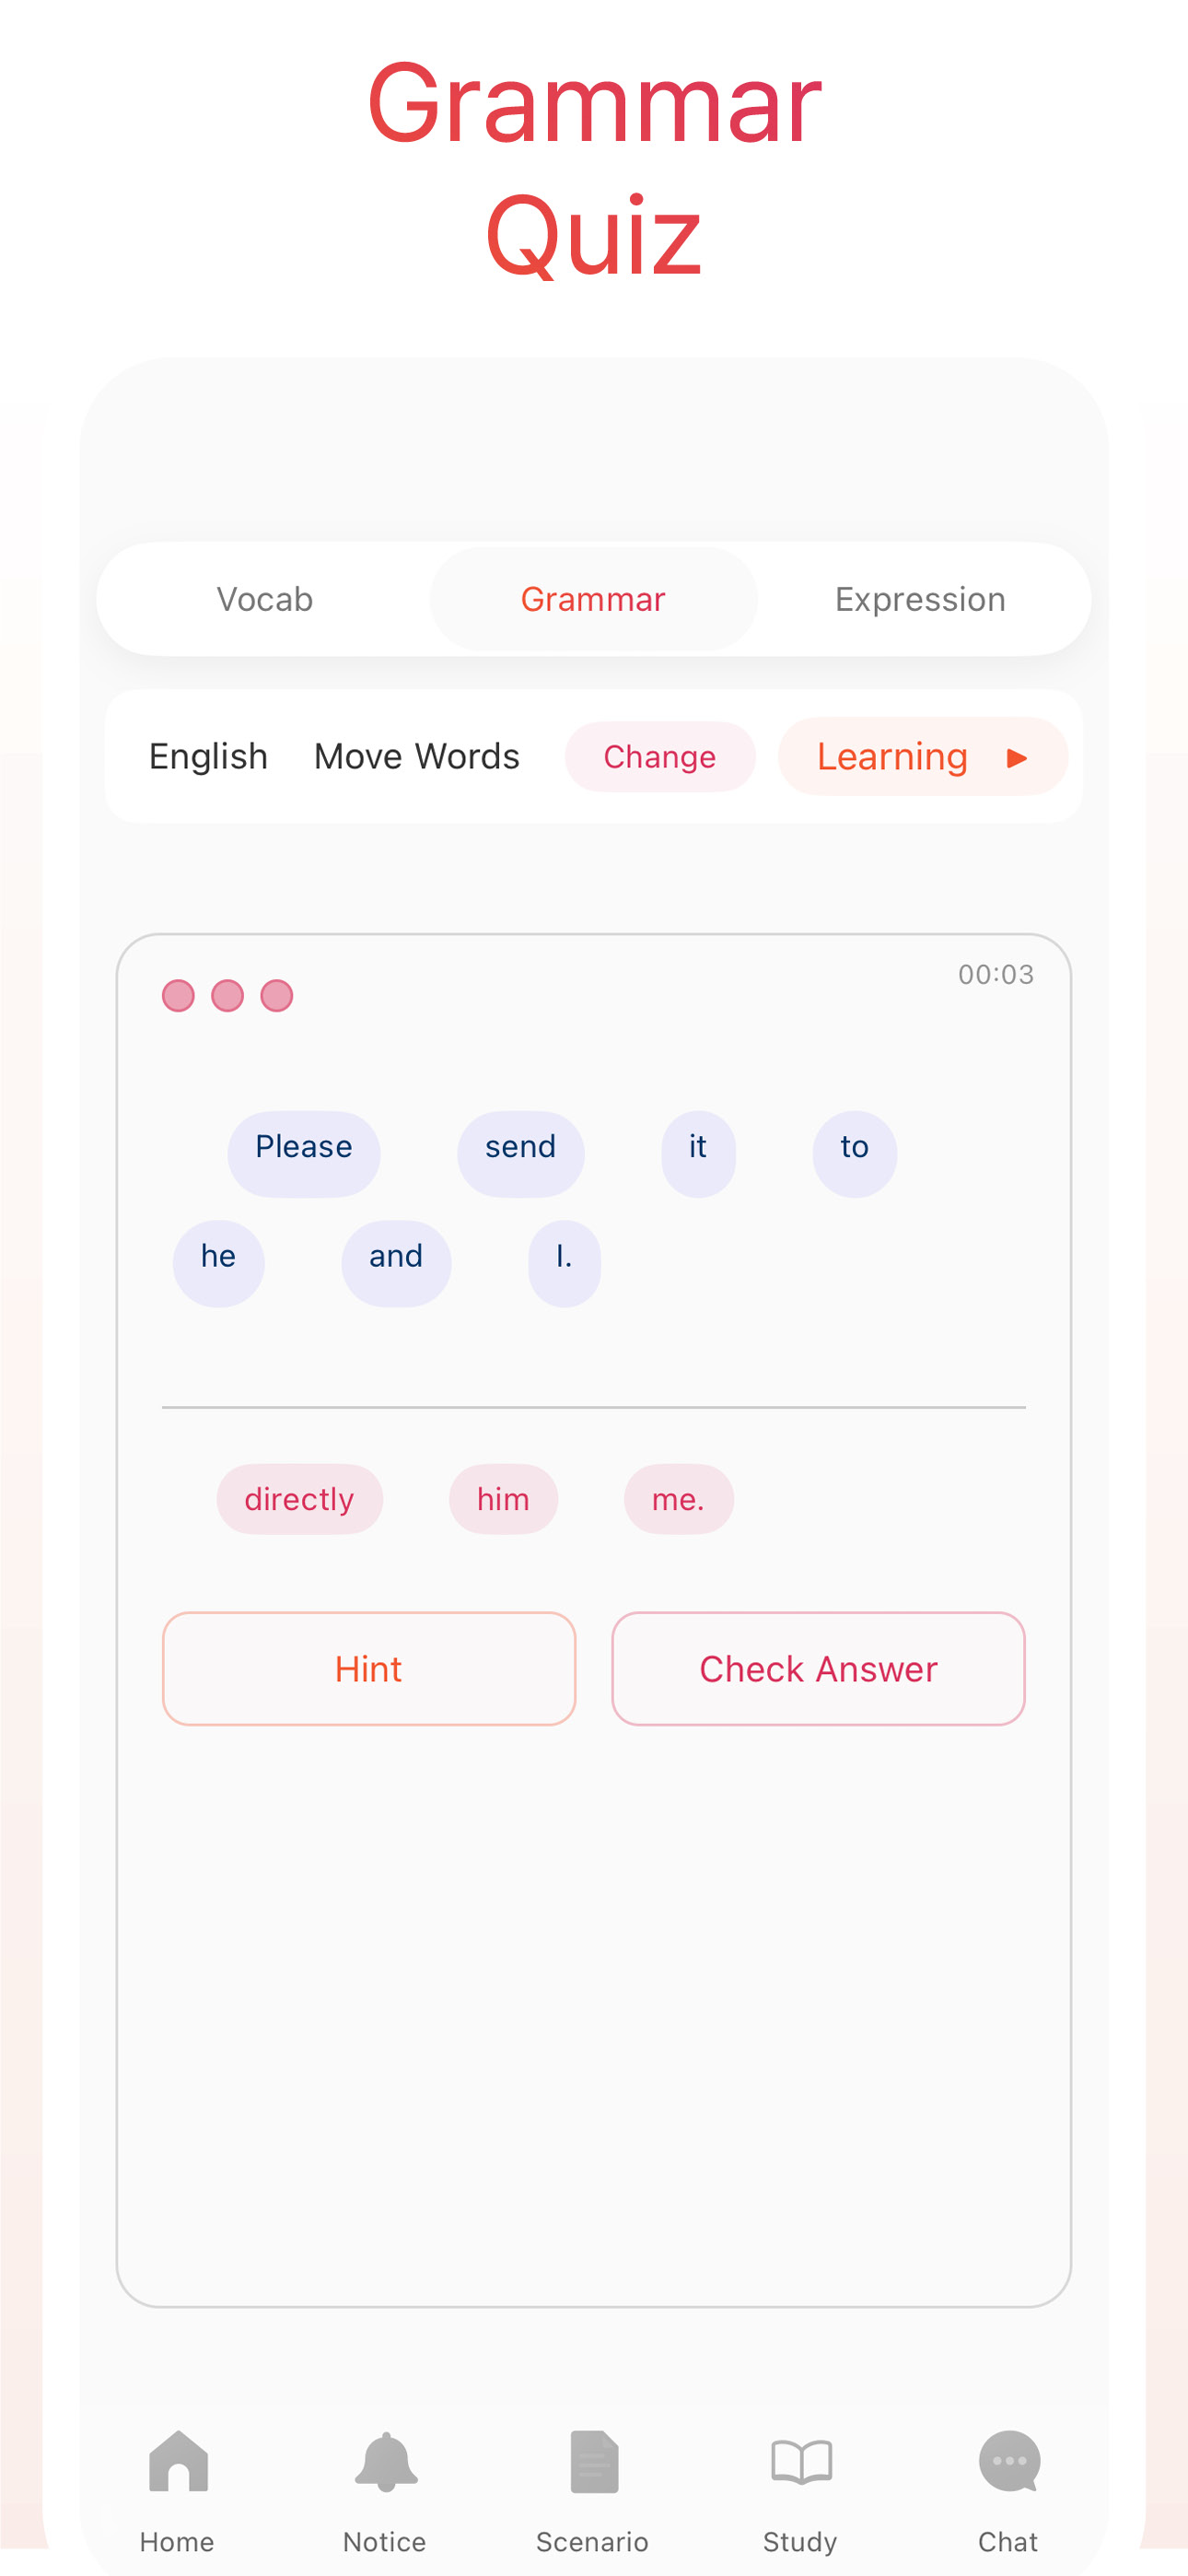 Grammar
Quiz
Vocab Grammar Expression
English Move Words Change Learning
00:03
Please send it to
he and I.
directly him me.
Hint Check Answer
Home Notice Scenario Study Chat